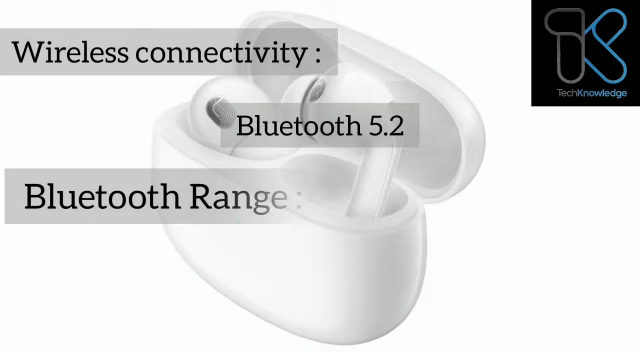 Wireless connectivity :
Bluetooth 5.2
Bluetooth Range :
TechKnowledge